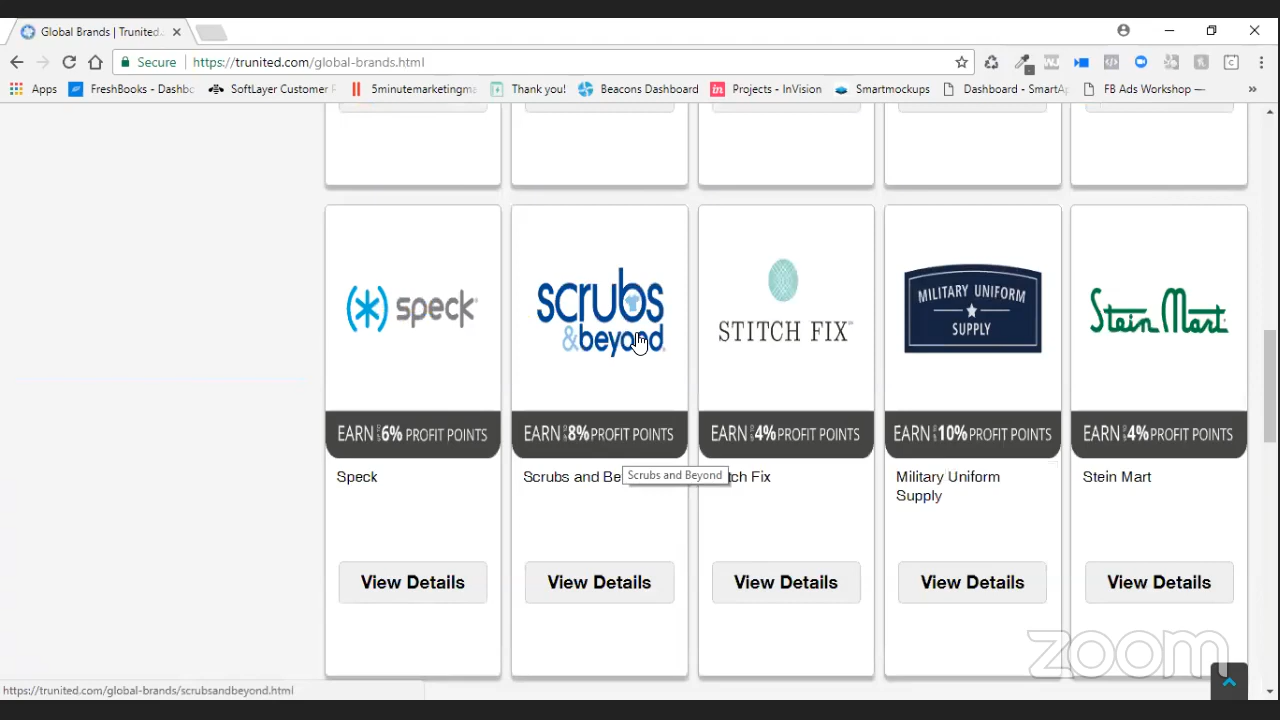 Global Brands | Trunited
Secure https://trunited.com/global-brands.html
Apps FreshBooks - Dashbo SoftLayer Customer 5minutemarketingma Thank you! Beacons Dashboard Projects - InVision Smartmockups Dashboard - SmartA FB Ads Workshop — »
speck
scrubs
&beyond
STITCH FIX
MILITARY UNIFORM
SUPPLY
Stein Mart
EARN 6% PROFIT POINTS
EARN 8% PROFIT POINTS
EARN 4% PROFIT POINTS
EARN 10% PROFIT POINTS
EARN 4% PROFIT POINTS
Speck
Scrubs and Be
Scrubs and Beyond
tch Fix
Military Uniform
Supply
Stein Mart
View Details
View Details
View Details
View Details
View Details
zoom
https://trunited.com/global-brands/scrubsandbeyond.html